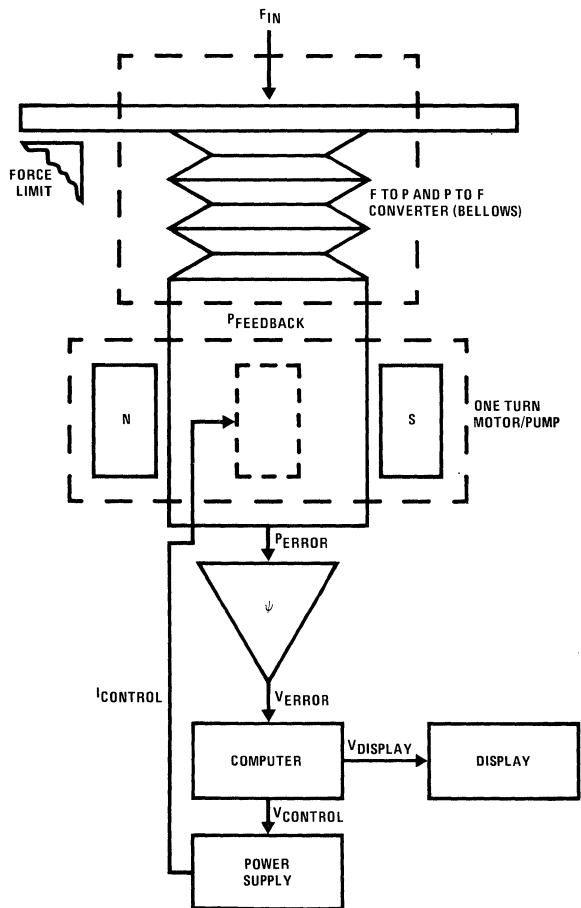 FIN
FORCE
LIMIT
F TO P AND P TO F
CONVERTER (BELLOWS)
PFEEDBACK
N
S
ONE TURN
MOTOR/PUMP
PERROR
ψ
ICONTROL
VERROR
COMPUTER
VDISPLAY
DISPLAY
VCONTROL
POWER
SUPPLY